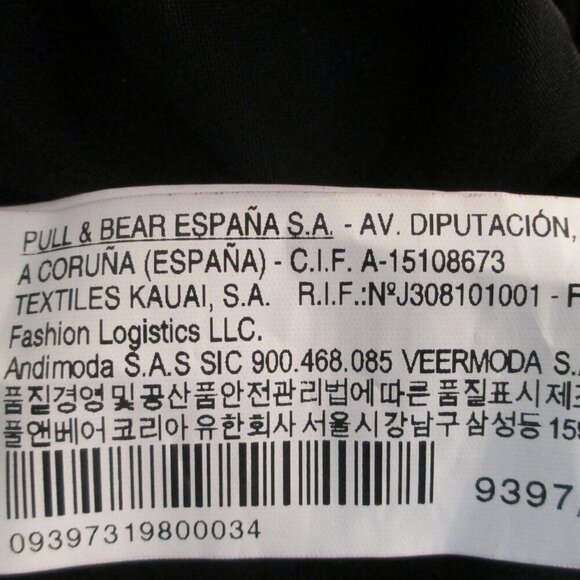 PULL & BEAR ESPAÑA S.A. - AV. DIPUTACIÓN,
A CORUÑA (ESPAÑA) - C.I.F. A-15108673
TEXTILES KAUAI, S.A. R.I.F.:NºJ308101001 - F
Fashion Logistics LLC.
Andimoda S.A.S SIC 900.468.085 VEERMODA S.A
품질경영 및 공산품안전관리법에 따른 품질표시 제조
풀앤베어 코리아 유한회사 서울시 강남구 삼성동 159
9397/
09397319800034